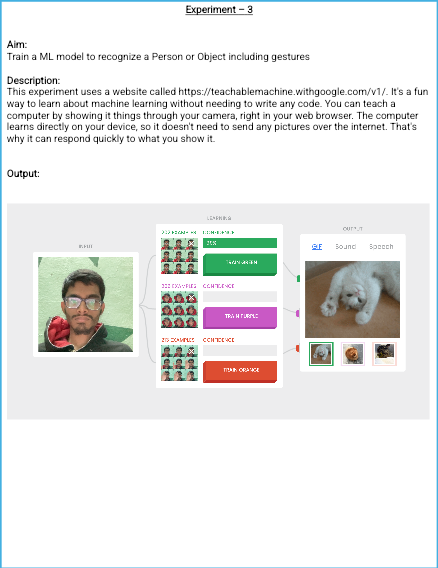 Experiment – 3
Aim:
Train a ML model to recognize a Person or Object including gestures
Description:
This experiment uses a website called https://teachablemachine.withgoogle.com/v1/. It's a fun
way to learn about machine learning without needing to write any code. You can teach a
computer by showing it things through your camera, right in your web browser. The computer
learns directly on your device, so it doesn't need to send any pictures over the internet. That's
why it can respond quickly to what you show it.
Output:
LEARNING
INPUT
OUTPUT
EXAMPLES CONFIDENCE
TRAIN GREEN
EXAMPLES CONFIDENCE
TRAIN PURPLE
EXAMPLES CONFIDENCE
TRAIN ORANGE
GIF Sound Speech